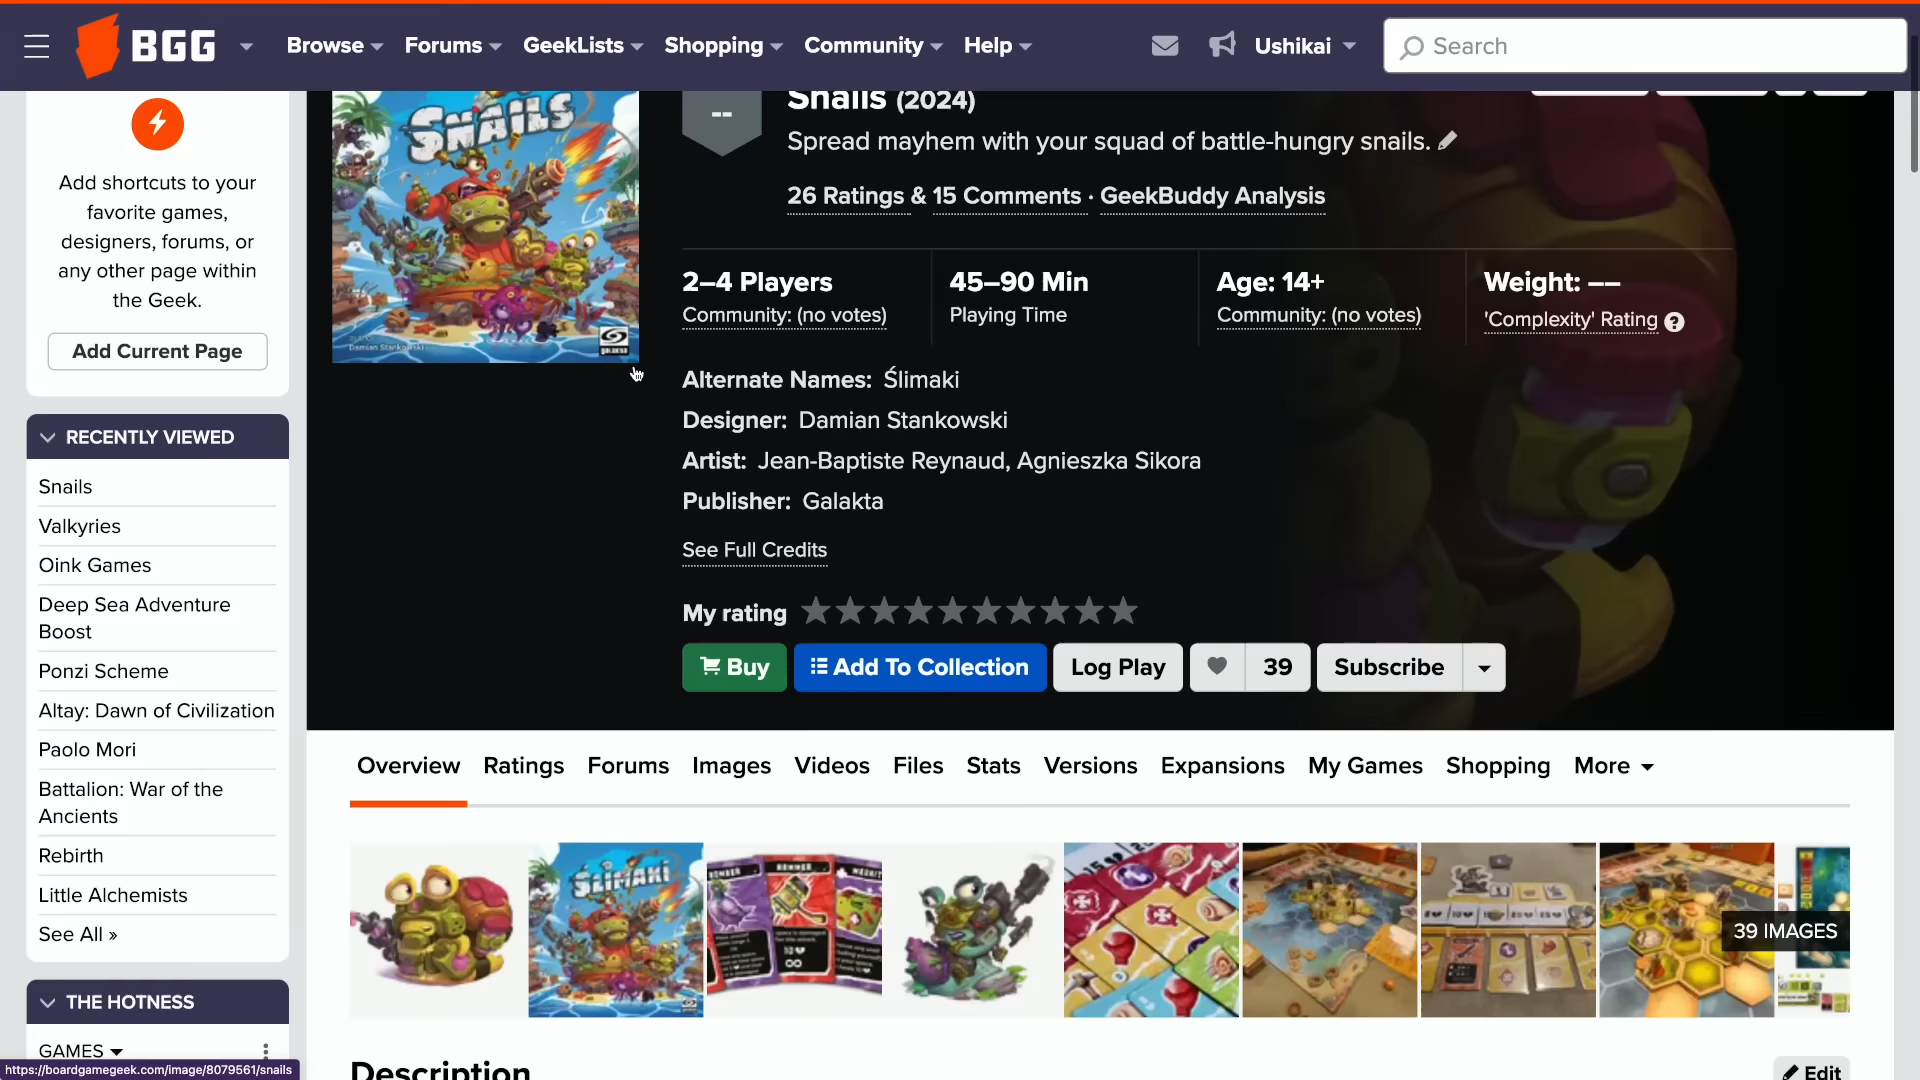 BGG
Browse
Forums
GeekLists
Shopping
Community
Help
Ushikai
Search
Add shortcuts to your
favorite games,
designers, forums, or
any other page within
the Geek.
Add Current Page
RECENTLY VIEWED
Snails
Valkyries
Oink Games
Deep Sea Adventure
Boost
Ponzi Scheme
Altay: Dawn of Civilization
Paolo Mori
Battalion: War of the
Ancients
Rebirth
Little Alchemists
See All »
THE HOTNESS
GAMES
https://boardgamegeek.com/image/8079561/snails
SNAILS
Damian Stankowski
galakta
--
Snails (2024)
Spread mayhem with your squad of battle-hungry snails.
26 Ratings & 15 Comments · GeekBuddy Analysis
2–4 Players
Community: (no votes)
45–90 Min
Playing Time
Age: 14+
Community: (no votes)
Weight: ––
'Complexity' Rating ?
Alternate Names: Ślimaki
Designer: Damian Stankowski
Artist: Jean-Baptiste Reynaud, Agnieszka Sikora
Publisher: Galakta
See Full Credits
My rating
Buy
Add To Collection
Log Play
39
Subscribe
Overview
Ratings
Forums
Images
Videos
Files
Stats
Versions
Expansions
My Games
Shopping
More
ŚLIMAKI
HAMMER
39 IMAGES
Description
Edit